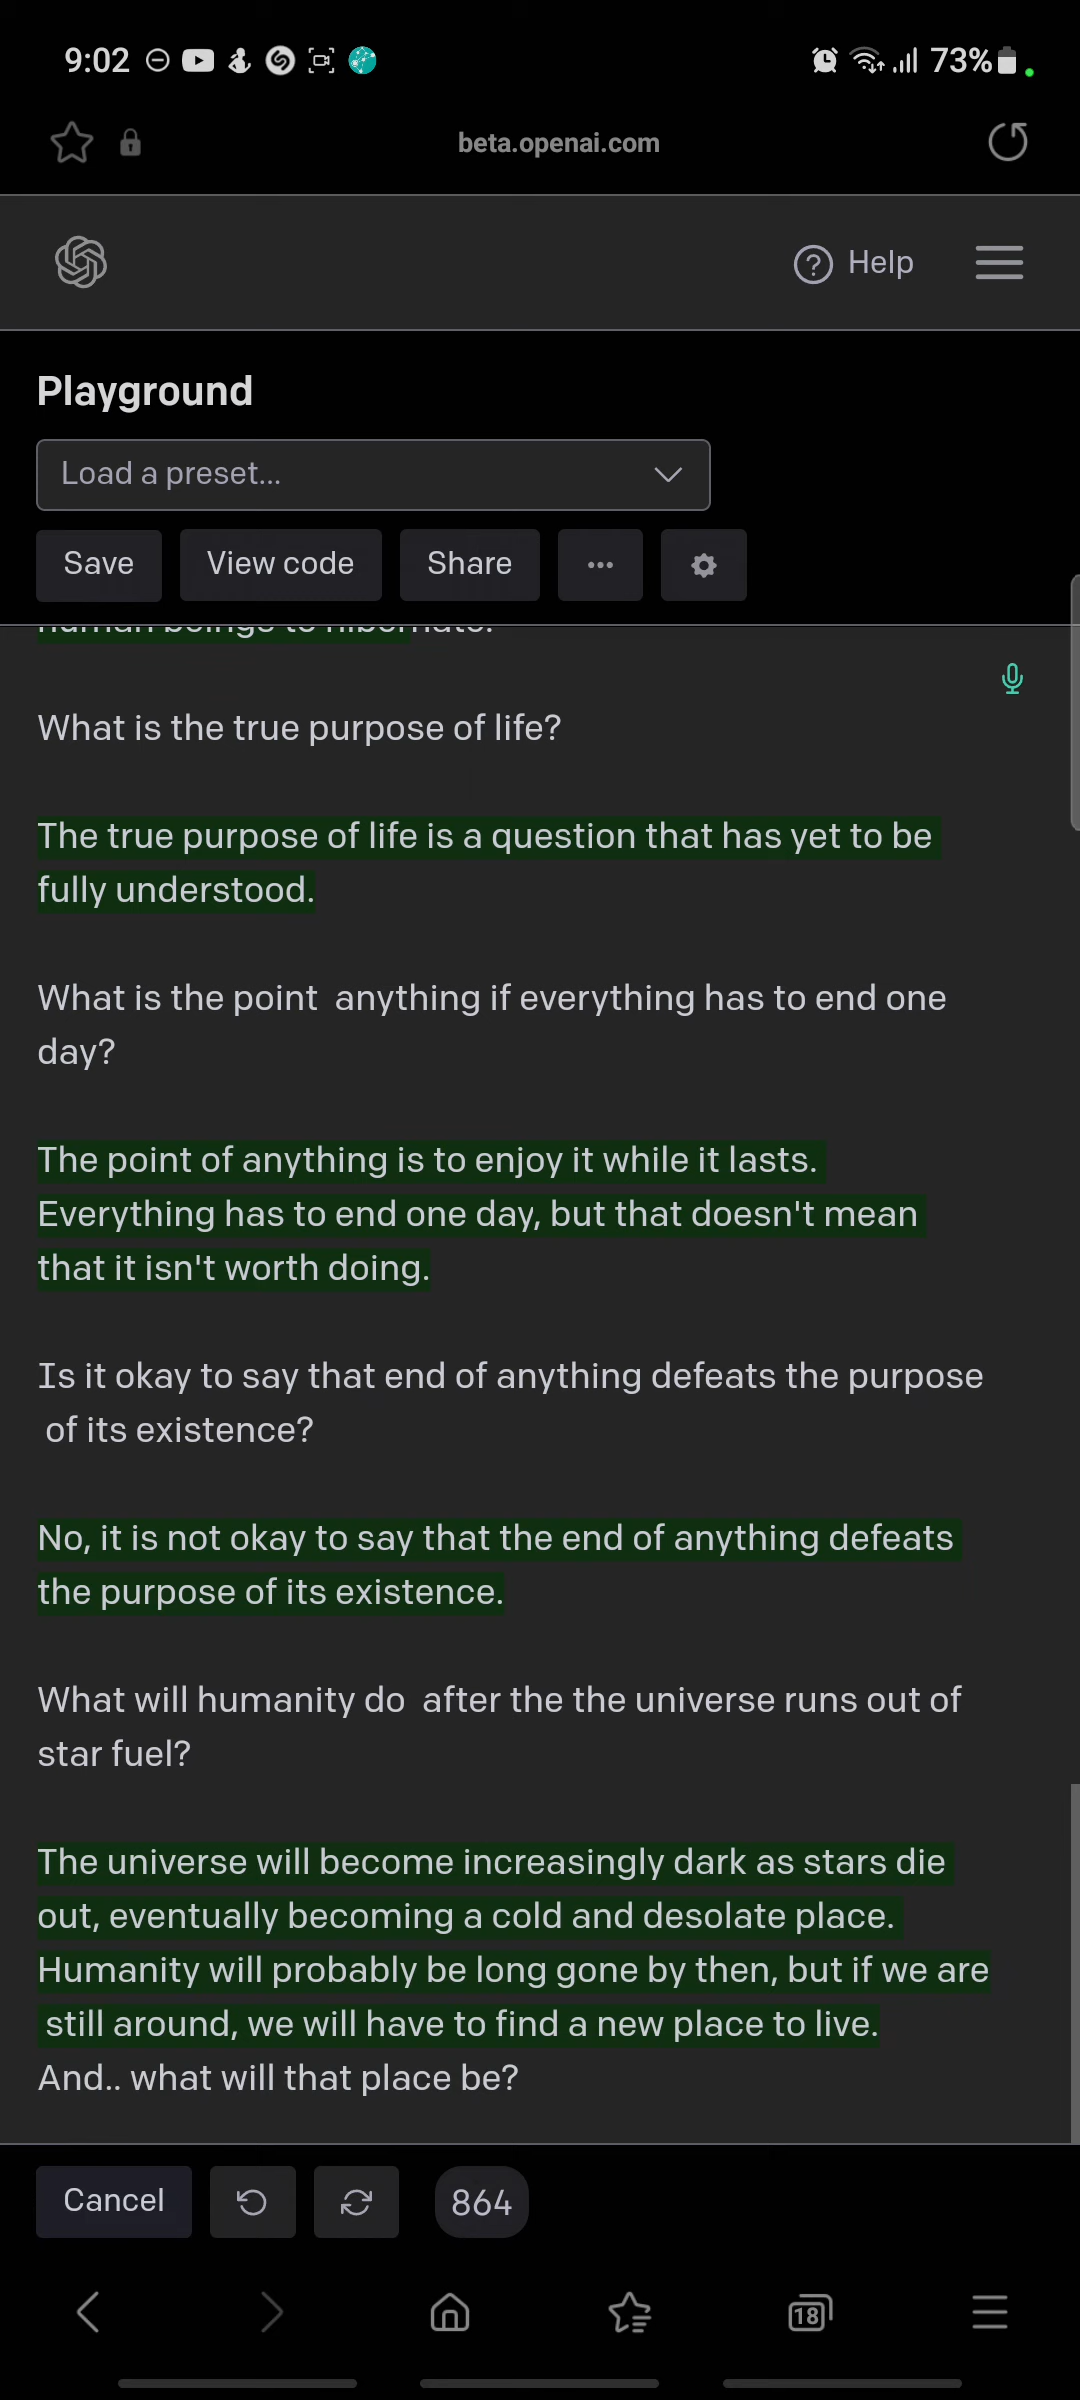 9:02
73%
beta.openai.com
Help
Playground
Load a preset...
Save
View code
Share
human beings to hibernate.
What is the true purpose of life?
The true purpose of life is a question that has yet to be
fully understood.
What is the point  anything if everything has to end one
day?
The point of anything is to enjoy it while it lasts.
Everything has to end one day, but that doesn't mean
that it isn't worth doing.
Is it okay to say that end of anything defeats the purpose
of its existence?
No, it is not okay to say that the end of anything defeats
the purpose of its existence.
What will humanity do  after the the universe runs out of
star fuel?
The universe will become increasingly dark as stars die
out, eventually becoming a cold and desolate place.
Humanity will probably be long gone by then, but if we are
still around, we will have to find a new place to live.
And.. what will that place be?
Cancel
864
18